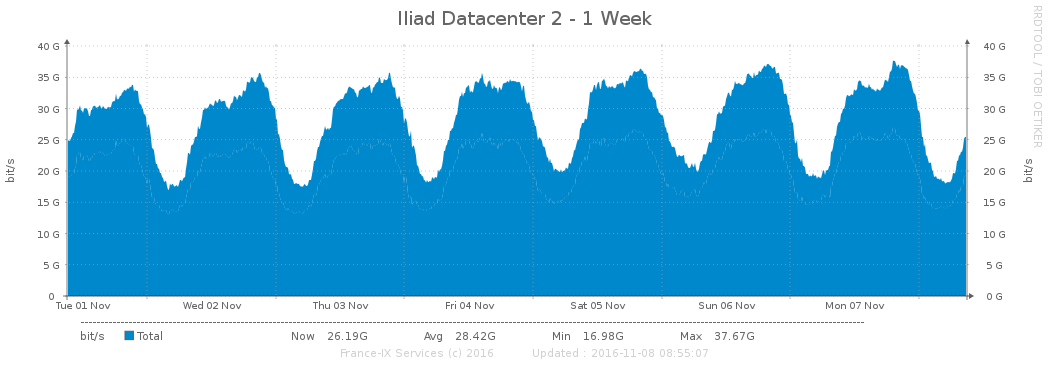 Iliad Datacenter 2 - 1 Week
RRDTOOL / TOBI OETIKER
bit/s
40 G 40 G
35 G 35 G
30 G 30 G
25 G 25 G
20 G 20 G
15 G 15 G
10 G 10 G
5 G 5 G
0 0 G
bit/s
Tue 01 Nov Wed 02 Nov Thu 03 Nov Fri 04 Nov Sat 05 Nov Sun 06 Nov Mon 07 Nov
bit/s Total Now 26.19G Avg 28.42G Min 16.98G Max 37.67G
France-IX Services (c) 2016 Updated : 2016-11-08 08:55:07